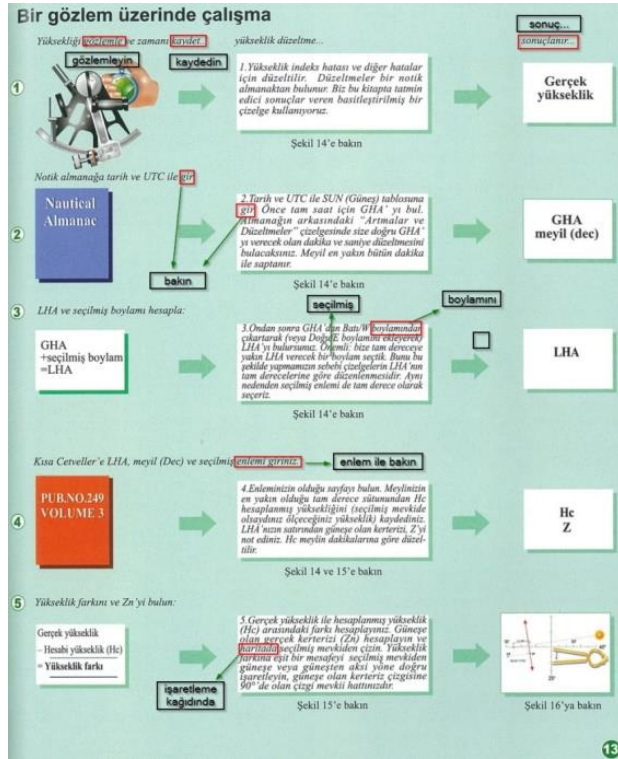 Bir gözlem üzerinde çalışma
sonuç...
Yüksekliği gözlemle ve zamanı kaydet
yükseklik düzeltme...
sonuçlanır...
gözlemleyin
kaydedin
1
1.Yükseklik indeks hatası ve diğer hatalar
için düzeltilir. Düzeltmeler bir notik
almanaktan bulunur. Biz bu kitapta tatmin
edici sonuçlar veren basitleştirilmiş bir
çizelge kullanıyoruz.
Şekil 14'e bakın
Gerçek
yükseklik
Notik almanağa tarih ve UTC ile gir
2
Nautical
Almanac
2.Tarih ve UTC ile SUN (Güneş) tablosuna
gir Önce tam saat için GHA' yı bul.
Almanağın arkasındaki "Artmalar ve
Düzeltmeler" çizelgesinde size doğru GHA'
yı verecek olan dakika ve saniye düzeltmesini
bulacaksınız. Meyil en yakın bütün dakika
ile saptanır.
Şekil 14'e bakın
GHA
meyil (dec)
bakın
seçilmiş
boylamını
3
LHA ve seçilmiş boylamı hesapla:
GHA
+seçilmiş boylam
=LHA
3.Ondan sonra GHA'dan Batı/W boylamından
çıkartarak (veya Doğu/E boylamına ekleyerek)
LHA'yı bulursunuz. Önemli: bize tam dereceye
yakın LHA verecek bir boylam seçtik. Bunu bu
şekilde yapmamızın sebebi çizelgelerin LHA'nın
tam derecelerine göre düzenlenmesidir. Aynı
nedenden seçilmiş enlemi de tam derece olarak
seçeriz.
Şekil 14'e bakın
LHA
Kısa Cetveller'e LHA, meyil (Dec) ve seçilmiş enlemi giriniz.
enlem ile bakın
4
PUB.NO.249
VOLUME 3
4.Enleminizin olduğu sayfayı bulun. Meylinizin
en yakın olduğu tam derece sütunundan Hc
hesaplanmış yüksekliğini (seçilmiş mevkide
olsaydınız ölçeceğiniz yükseklik) kaydediniz.
LHA'nızın satırından güneşe olan kerterizi, Z'yi
not ediniz. Hc meylin dakikalarına göre düzel-
tilir.
Şekil 14 ve 15'e bakın
Hc
Z
5
Yükseklik farkını ve Zn'yi bulun:
Gerçek yükseklik
– Hesabi yükseklik (Hc)
= Yükseklik farkı
5.Gerçek yükseklik ile hesaplanmış yükseklik
(Hc) arasındaki farkı hesaplayınız. Güneşe
olan gerçek kerterizi (Zn) hesaplayın ve
haritada seçilmiş mevkiden çizin. Yükseklik
farkına eşit bir mesafeyi seçilmiş mevkiden
güneşe veya güneşten aksi yöne doğru
işaretleyin, güneşe olan kerteriz çizgisine
90°'de olan çizgi mevkii hattınızdır.
işaretleme
kağıdında
Şekil 15'e bakın
Şekil 16'ya bakın
13